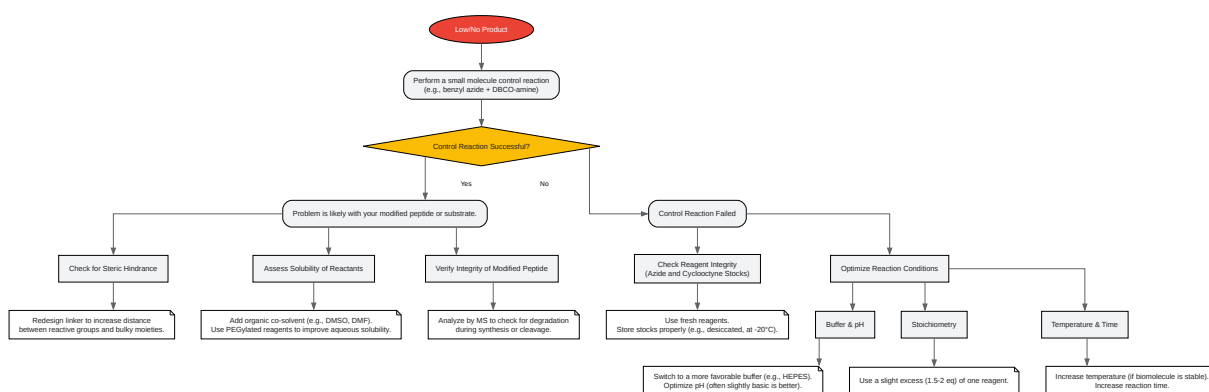 Low/No Product
Perform a small molecule control reaction
(e.g., benzyl azide + DBCO-amine)
Control Reaction Successful?
Yes
No
Problem is likely with your modified peptide or substrate.
Control Reaction Failed
Check for Steric Hindrance
Assess Solubility of Reactants
Verify Integrity of Modified Peptide
Check Reagent Integrity
(Azide and Cyclooctyne Stocks)
Optimize Reaction Conditions
Redesign linker to increase distance
between reactive groups and bulky moieties.
Add organic co-solvent (e.g., DMSO, DMF).
Use PEGylated reagents to improve aqueous solubility.
Analyze by MS to check for degradation
during synthesis or cleavage.
Use fresh reagents.
Store stocks properly (e.g., desiccated, at -20°C).
Buffer & pH
Stoichiometry
Temperature & Time
Switch to a more favorable buffer (e.g., HEPES).
Optimize pH (often slightly basic is better).
Use a slight excess (1.5-2 eq) of one reagent.
Increase temperature (if biomolecule is stable).
Increase reaction time.